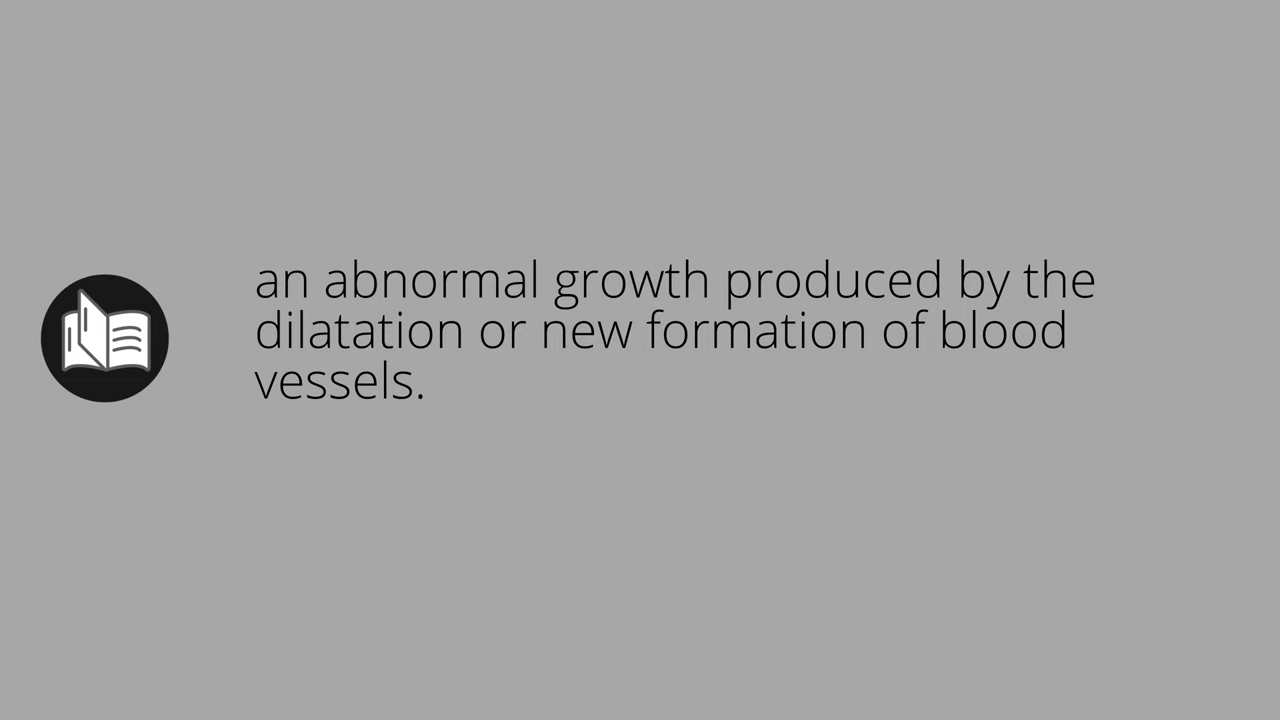 an abnormal growth produced by the
dilatation or new formation of blood
vessels.